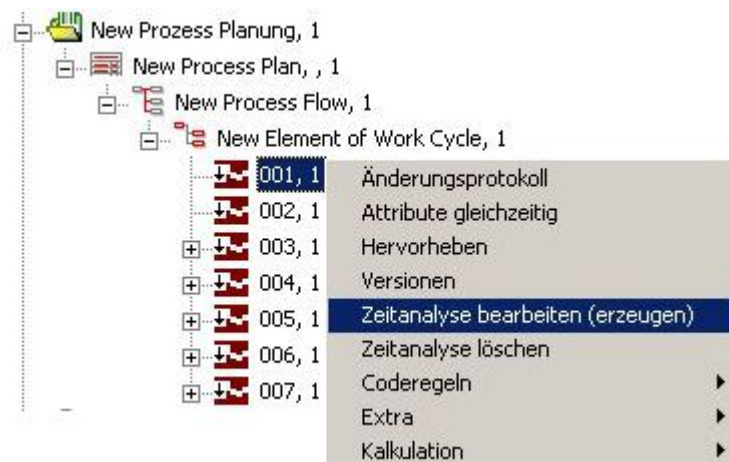 New Prozess Planung, 1
New Process Plan, , 1
New Process Flow, 1
New Element of Work Cycle, 1
001, 1
002, 1
003, 1
004, 1
005, 1
006, 1
007, 1
Änderungsprotokoll
Attribute gleichzeitig
Hervorheben
Versionen
Zeitanalyse bearbeiten (erzeugen)
Zeitanalyse löschen
Coderegeln
Extra
Kalkulation